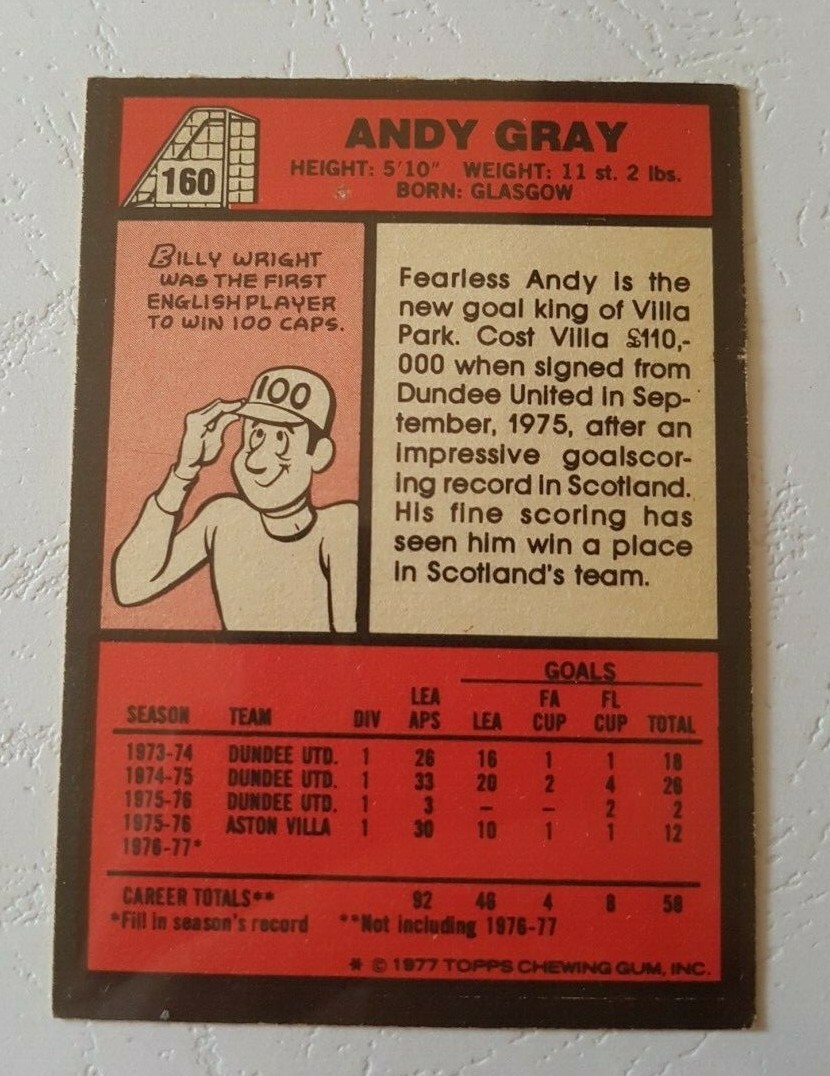 160
ANDY GRAY
HEIGHT: 5'10" WEIGHT: 11 st. 2 lbs.
BORN: GLASGOW
BILLY WRIGHT
WAS THE FIRST
ENGLISH PLAYER
TO WIN 100 CAPS.
100
Fearless Andy is the
new goal king of Villa
Park. Cost Villa £110,-
000 when signed from
Dundee United in Sep-
tember, 1975, after an
impressive goalscor-
ing record in Scotland.
His fine scoring has
seen him win a place
in Scotland's team.
GOALS
LEA FA FL
SEASON TEAM DIV APS LEA CUP CUP TOTAL
1973-74 DUNDEE UTD. 1 26 16 1 1 18
1974-75 DUNDEE UTD. 1 33 20 2 4 26
1975-76 DUNDEE UTD. 1 3 – – 2 2
1975-76 ASTON VILLA 1 30 10 1 1 12
1976-77*
CAREER TOTALS** 92 46 4 8 58
*Fill in season's record **Not including 1976-77
* © 1977 TOPPS CHEWING GUM, INC.